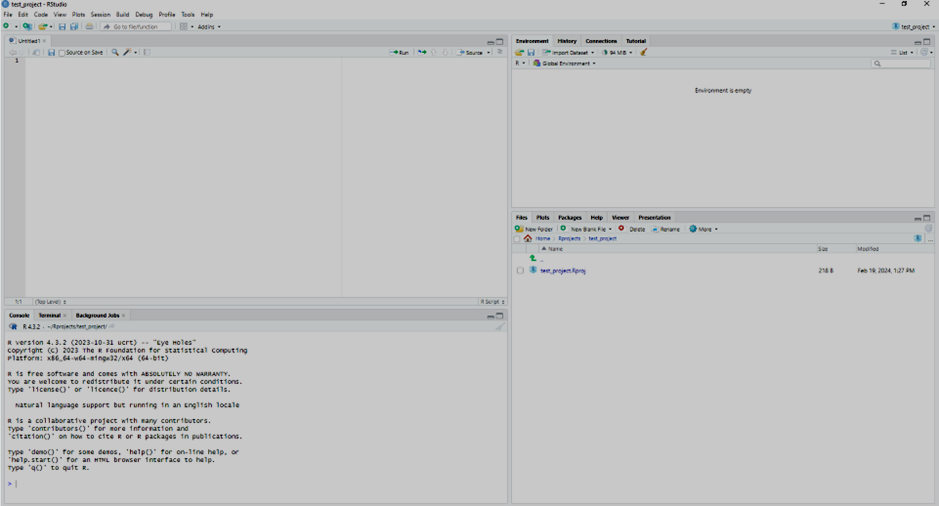 test_project - RStudio
File Edit Code View Plots Session Build Debug Profile Tools Help
Go to file/function
Addins
test_project
Untitled1
Source on Save
Run
Source
1
1:1 (Top Level)
R Script
Console Terminal Background Jobs
R 4.3.2 · ~/Rprojects/test_project/
R version 4.3.2 (2023-10-31 ucrt) -- "Eye Holes"
Copyright (C) 2023 The R Foundation for Statistical Computing
Platform: x86_64-w64-mingw32/x64 (64-bit)
R is free software and comes with ABSOLUTELY NO WARRANTY.
You are welcome to redistribute it under certain conditions.
Type 'license()' or 'licence()' for distribution details.
Natural language support but running in an English locale
R is a collaborative project with many contributors.
Type 'contributors()' for more information and
'citation()' on how to cite R or R packages in publications.
Type 'demo()' for some demos, 'help()' for on-line help, or
'help.start()' for an HTML browser interface to help.
Type 'q()' to quit R.
>
Environment History Connections Tutorial
Import Dataset
94 MiB
List
R
Global Environment
Environment is empty
Files Plots Packages Help Viewer Presentation
New Folder New Blank File Delete Rename More
Home Rprojects test_project
Name Size Modified
..
test_project.Rproj 218 B Feb 19, 2024, 1:27 PM